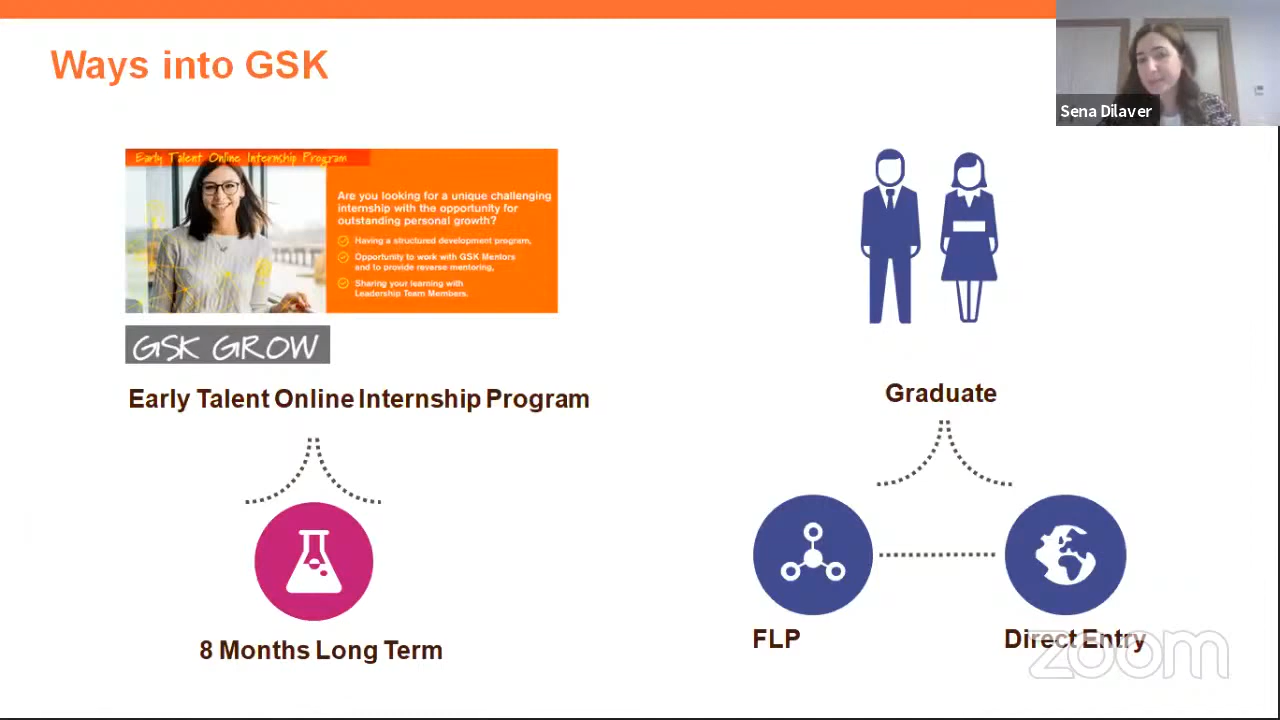 Ways into GSK
Sena Dilaver
Early Talent Online Internship Program
Are you looking for a unique challenging
internship with the opportunity for
outstanding personal growth?
Having a structured development program,
Opportunity to work with GSK Mentors
and to provide reverse mentoring,
Sharing your learning with
Leadership Team Members.
GSK GROW
Early Talent Online Internship Program
Graduate
8 Months Long Term
FLP
Direct Entry
zoom